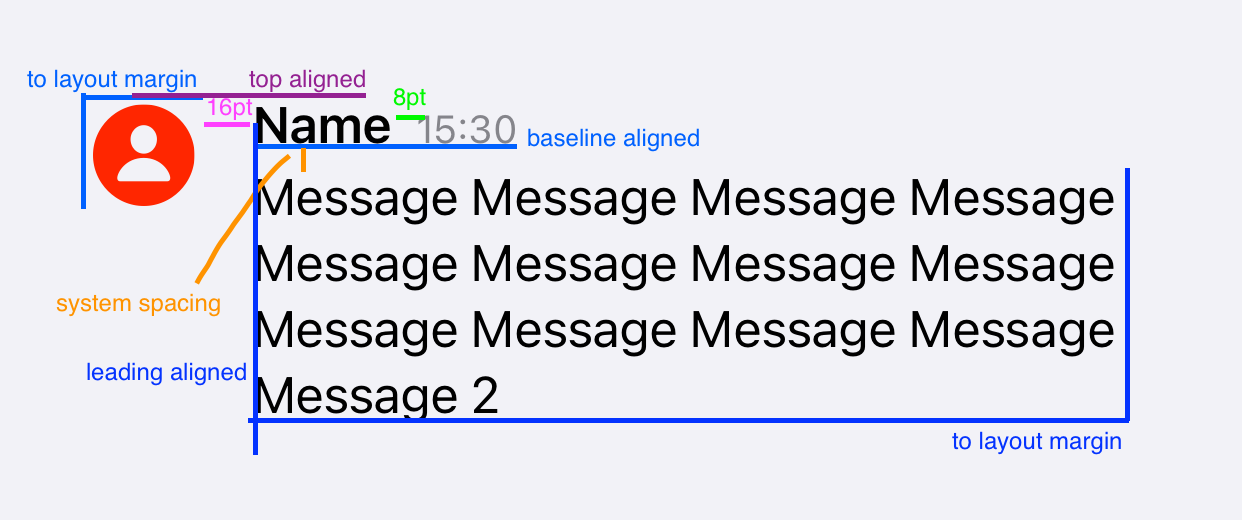 to layout margin
top aligned
16pt
8pt
Name
15:30
baseline aligned
Message Message Message Message
Message Message Message Message
system spacing
Message Message Message Message
leading aligned
Message 2
to layout margin